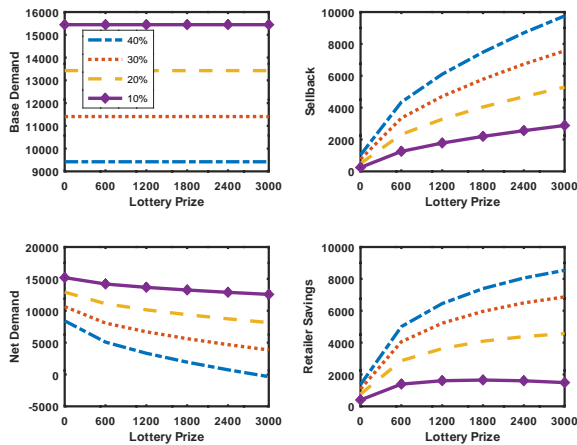 16000
15000
14000
13000
12000
11000
10000
9000
Base Demand
40%
30%
20%
10%
0 600 1200 1800 2400 3000
Lottery Prize
10000
8000
6000
4000
2000
0
Sellback
0 600 1200 1800 2400 3000
Lottery Prize
20000
15000
10000
5000
0
-5000
Net Demand
0 600 1200 1800 2400 3000
Lottery Prize
10000
8000
6000
4000
2000
0
Retailer Savings
0 600 1200 1800 2400 3000
Lottery Prize